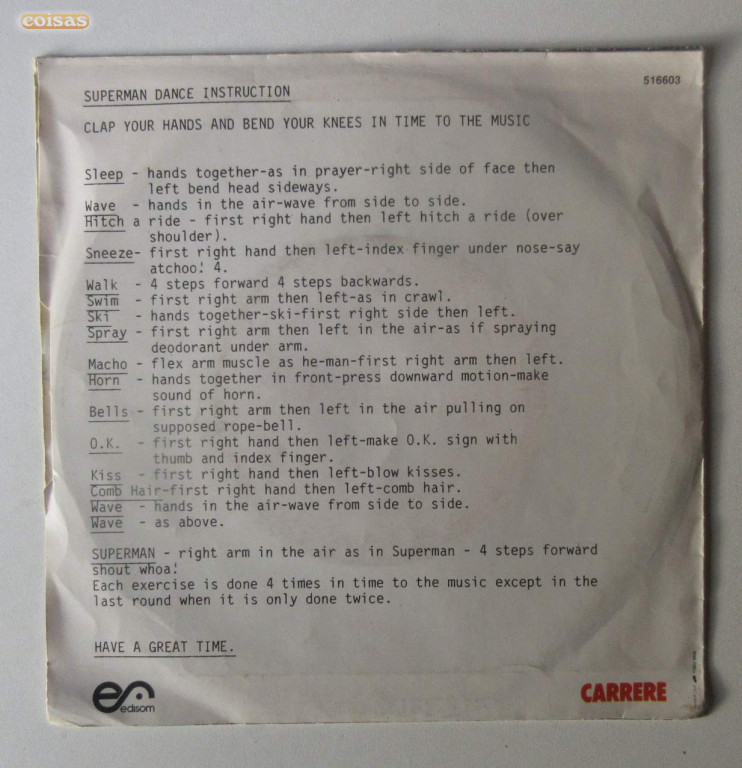 coisas
516603
SUPERMAN DANCE INSTRUCTION
CLAP YOUR HANDS AND BEND YOUR KNEES IN TIME TO THE MUSIC
Sleep - hands together-as in prayer-right side of face then
left bend head sideways.
Wave - hands in the air-wave from side to side.
Hitch a ride - first right hand then left hitch a ride (over
shoulder).
Sneeze- first right hand then left-index finger under nose-say
atchoo! 4.
Walk - 4 steps forward 4 steps backwards.
Swim - first right arm then left-as in crawl.
Ski - hands together-ski-first right side then left.
Spray - first right arm then left in the air-as if spraying
deodorant under arm.
Macho - flex arm muscle as he-man-first right arm then left.
Horn - hands together in front-press downward motion-make
sound of horn.
Bells - first right arm then left in the air pulling on
supposed rope-bell.
O.K. - first right hand then left-make O.K. sign with
thumb and index finger.
Kiss - first right hand then left-blow kisses.
Comb Hair-first right hand then left-comb hair.
Wave - hands in the air-wave from side to side.
Wave - as above.
SUPERMAN - right arm in the air as in Superman - 4 steps forward
shout whoa!
Each exercise is done 4 times in time to the music except in the
last round when it is only done twice.
HAVE A GREAT TIME.
edisom
CARRERE